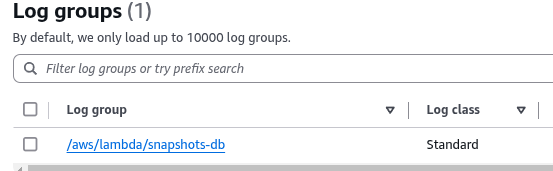 Log groups (1)
By default, we only load up to 10000 log groups.
Filter log groups or try prefix search
Log group Log class
/aws/lambda/snapshots-db Standard